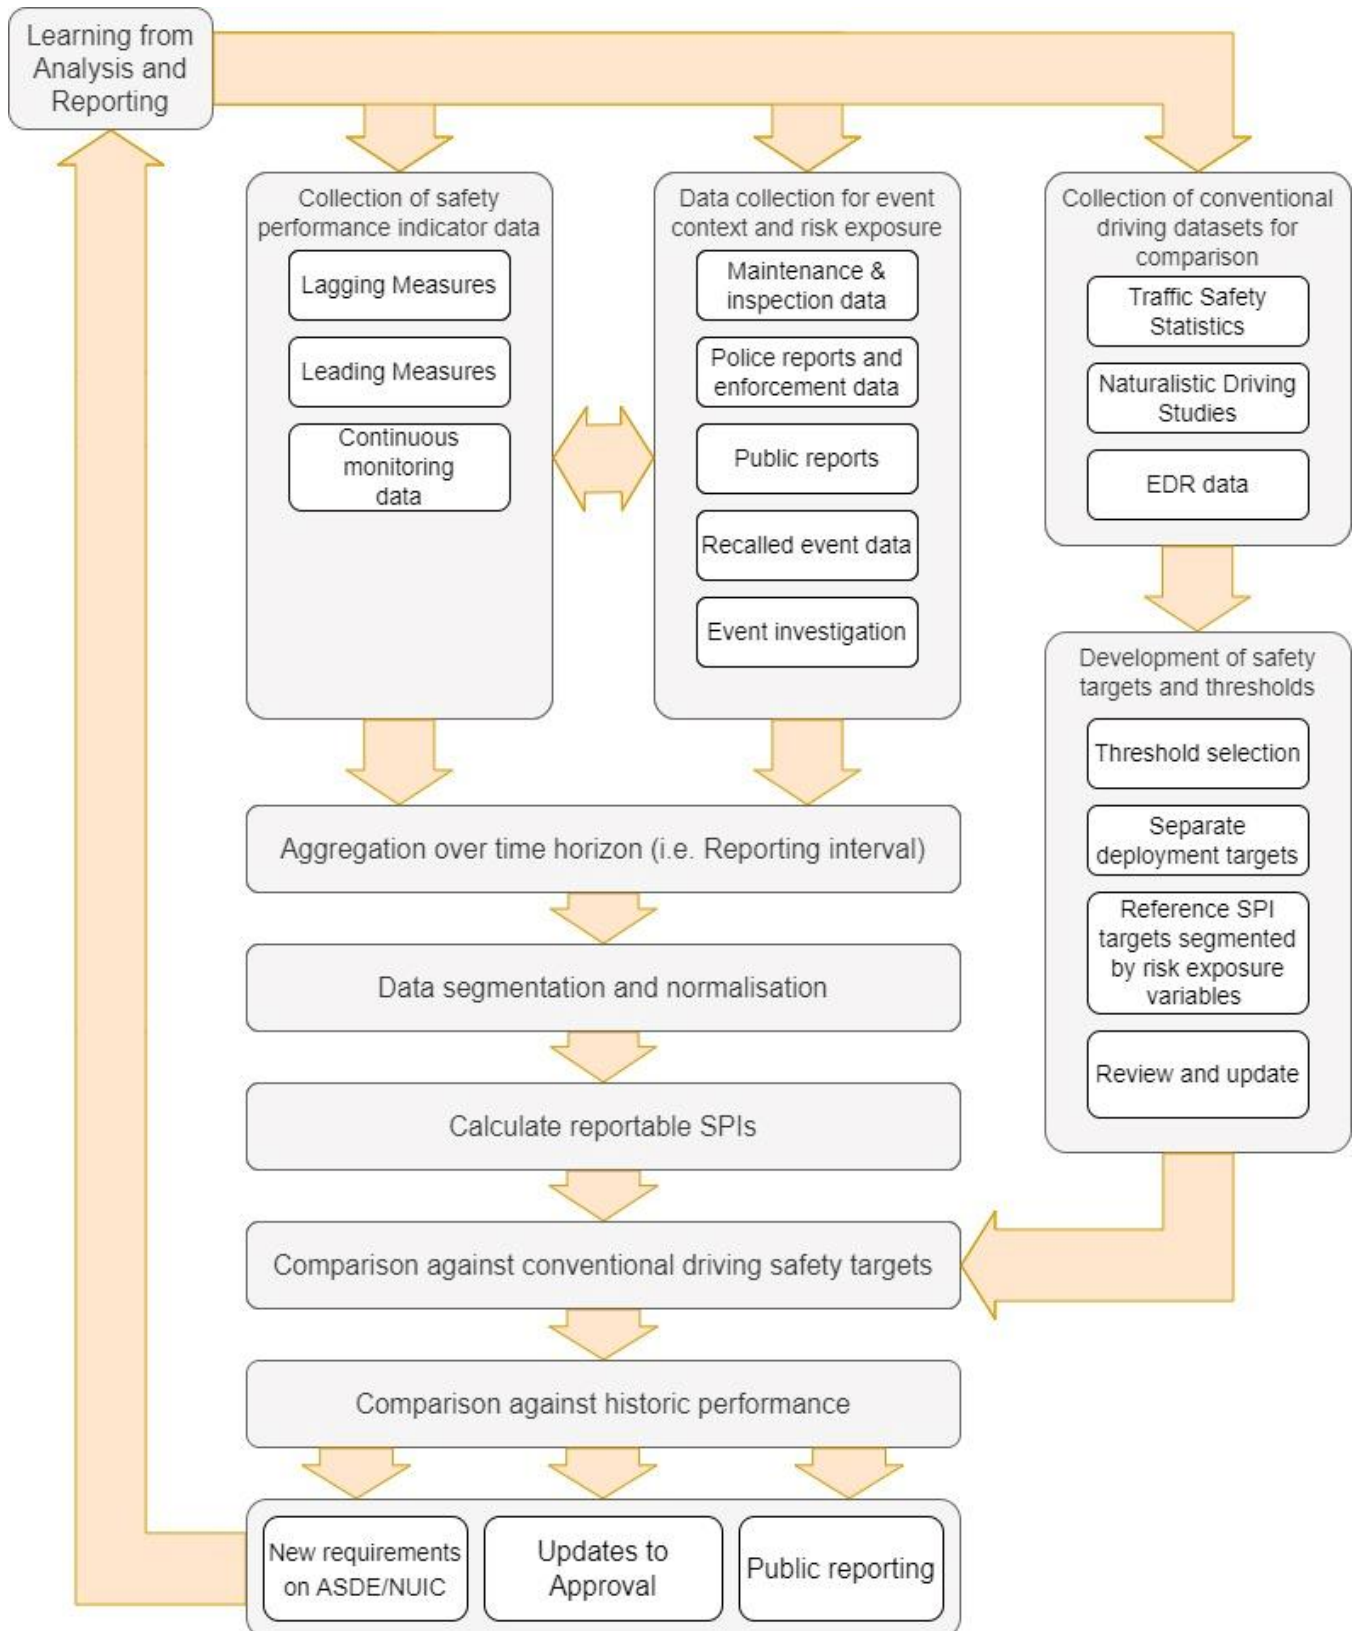 Learning from
Analysis and
Reporting
Collection of safety
performance indicator data
Lagging Measures
Leading Measures
Continuous
monitoring
data
Data collection for event
context and risk exposure
Maintenance &
inspection data
Police reports and
enforcement data
Public reports
Recalled event data
Event investigation
Collection of conventional
driving datasets for
comparison
Traffic Safety
Statistics
Naturalistic Driving
Studies
EDR data
Development of safety
targets and thresholds
Threshold selection
Separate
deployment targets
Reference SPI
targets segmented
by risk exposure
variables
Review and update
Aggregation over time horizon (i.e. Reporting interval)
Data segmentation and normalisation
Calculate reportable SPIs
Comparison against conventional driving safety targets
Comparison against historic performance
New requirements
on ASDE/NUIC
Updates to
Approval
Public reporting